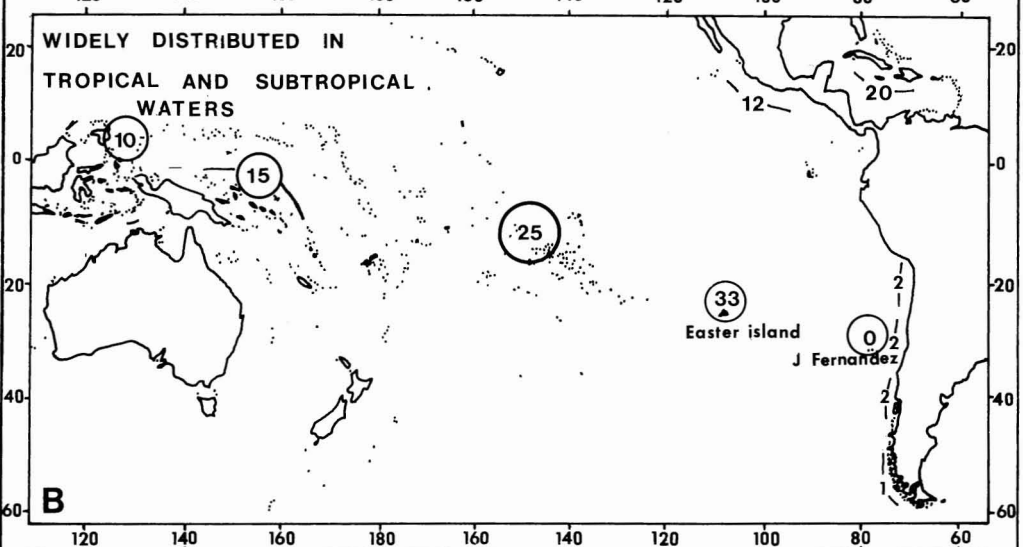 20 WIDELY DISTRIBUTED IN 20
TROPICAL AND SUBTROPICAL
WATERS
12 20
10
0 15 0
25
20 2 20
33
Easter island
0 2
J Fernandez
40 2 40
1
B
60 60
120 140 160 180 160 140 120 100 80 60